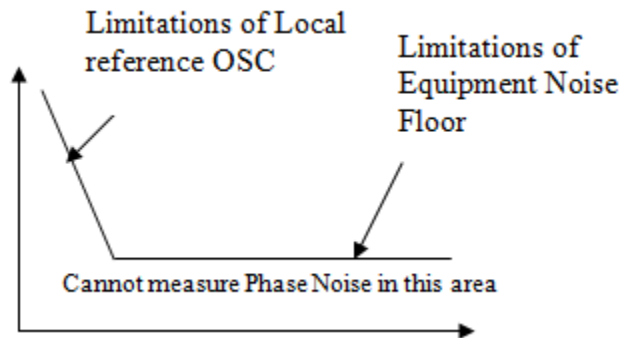 Limitations of Local
reference OSC
Limitations of
Equipment Noise
Floor
Cannot measure Phase Noise in this area